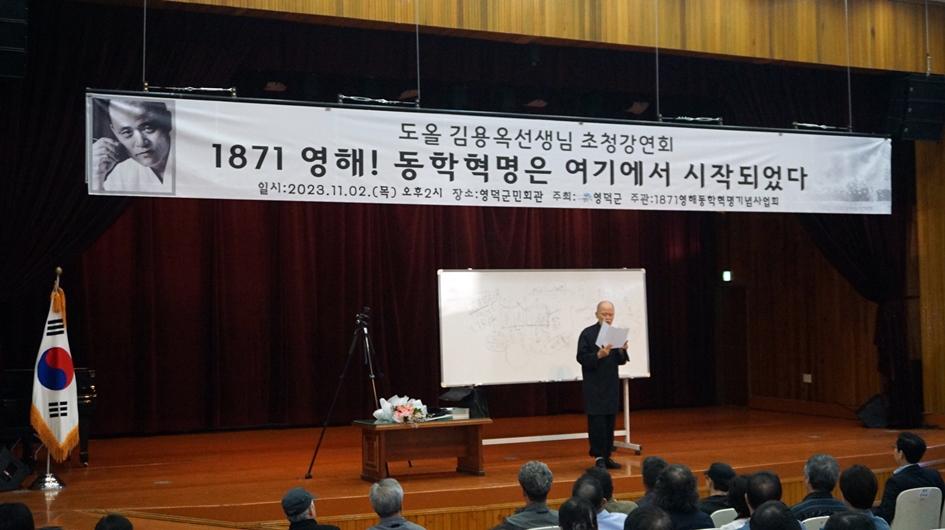 도올 김용옥선생님 초청강연회
1871 영해! 동학혁명은 여기에서 시작되었다
일시:2023.11.02.(목) 오후2시 장소:영덕군민회관 주최: 영덕군 주관:1871영해동학혁명기념사업회